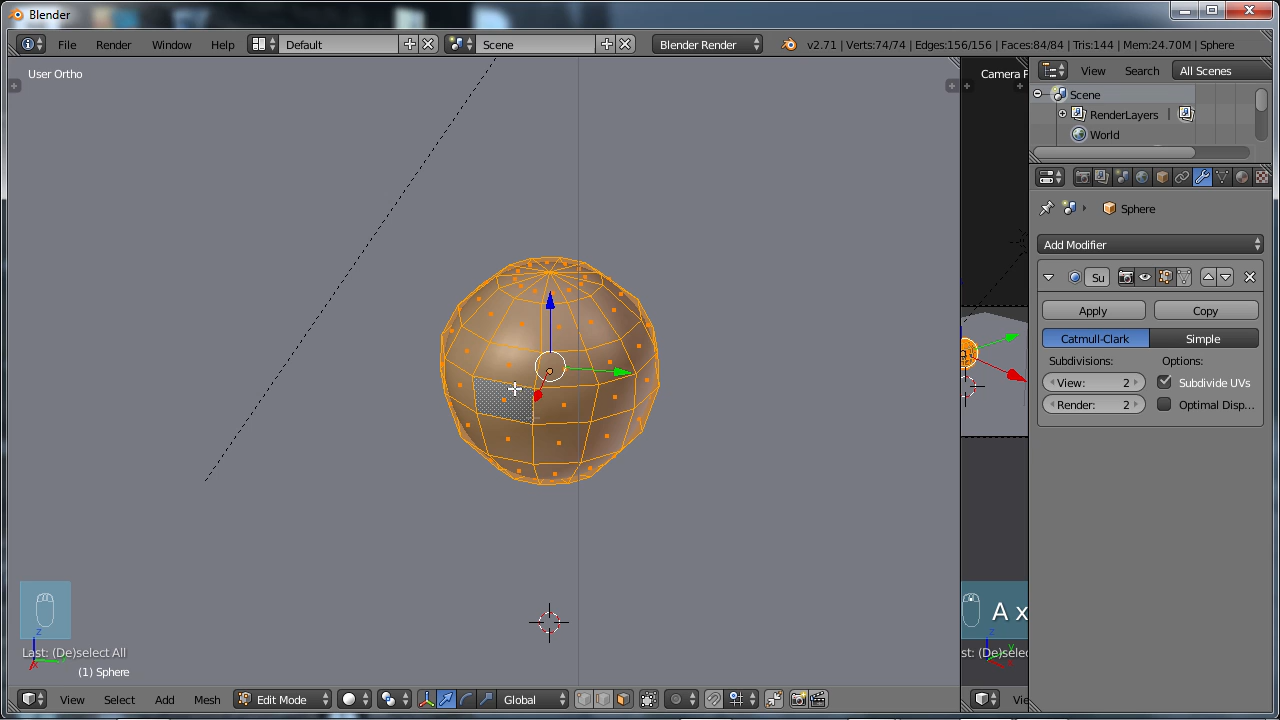 Blender
File Render Window Help Default Scene Blender Render v2.71 | Verts:74/74 | Edges:156/156 | Faces:84/84 | Tris:144 | Mem:24.70M | Sphere
User Ortho
Camera P
View Search All Scenes
Scene
RenderLayers
World
Sphere
Add Modifier
Su
Apply Copy
Catmull-Clark Simple
Subdivisions: Options:
View: 2 Subdivide UVs
Render: 2 Optimal Disp...
A x
z
Last: (De)select All
st: (De)selec
(1) Sphere
View Select Add Mesh Edit Mode Global Vie